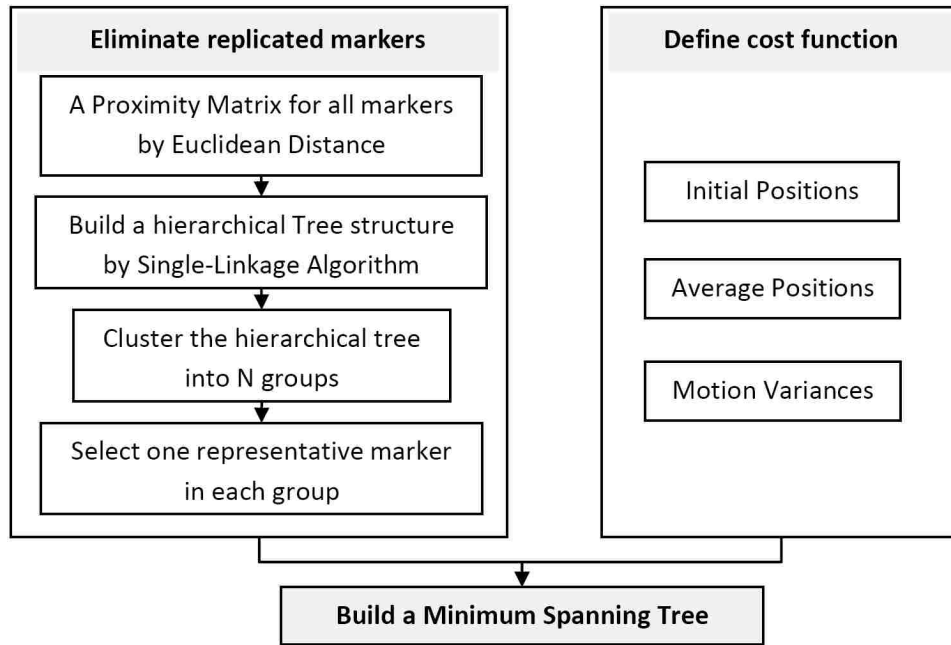 Eliminate replicated markers
A Proximity Matrix for all markers
by Euclidean Distance
Build a hierarchical Tree structure
by Single-Linkage Algorithm
Cluster the hierarchical tree
into N groups
Select one representative marker
in each group
Define cost function
Initial Positions
Average Positions
Motion Variances
Build a Minimum Spanning Tree